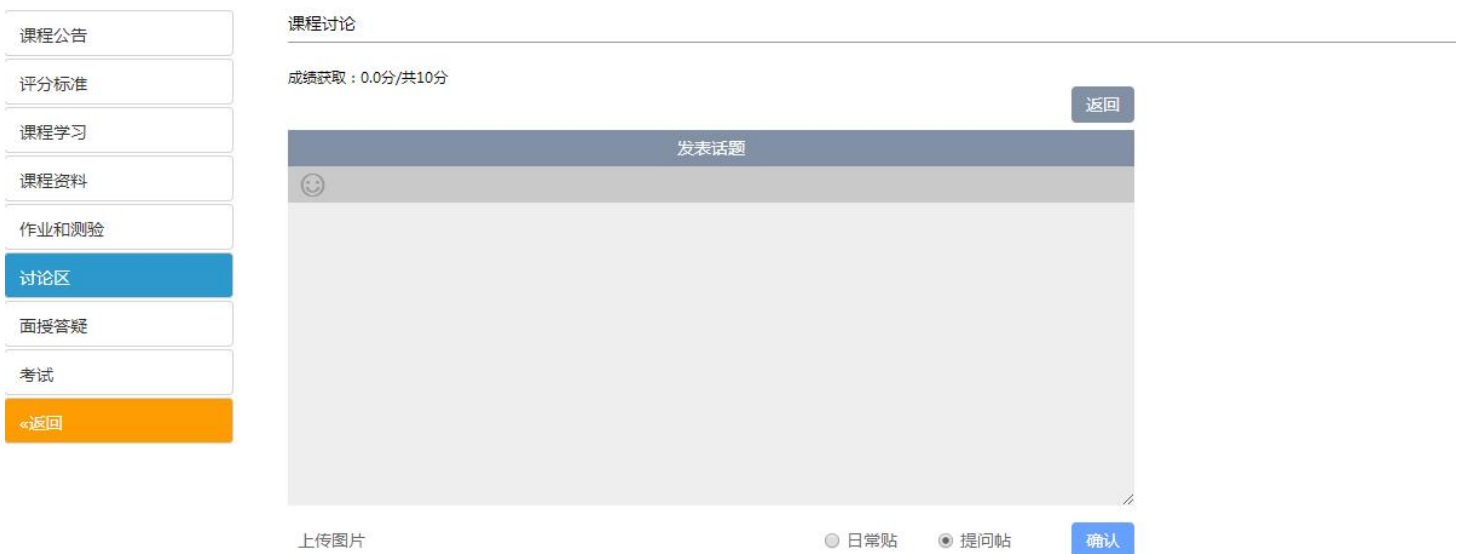 课程公告
评分标准
课程学习
课程资料
作业和测验
讨论区
面授答疑
考试
«返回
课程讨论
成绩获取：0.0分/共10分
返回
发表话题
上传图片
日常贴
提问帖
确认